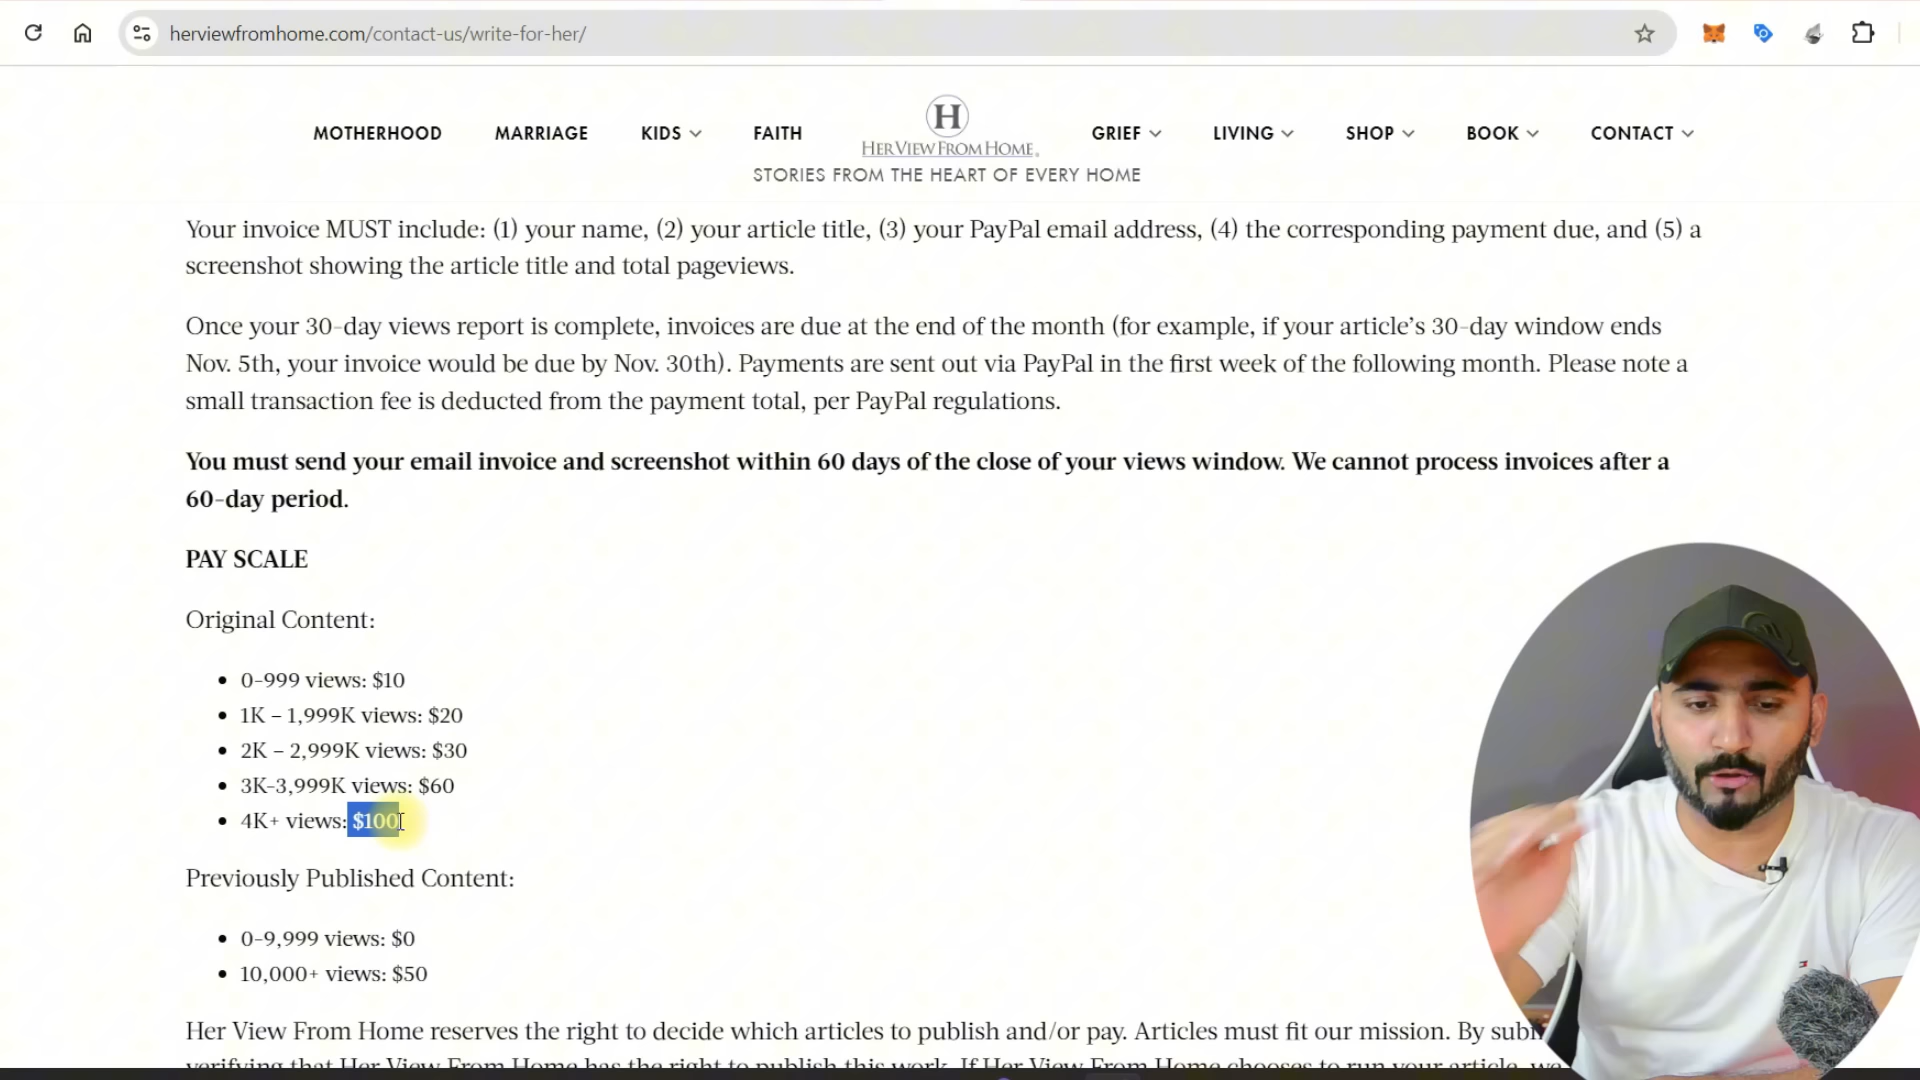 herviewfromhome.com/contact-us/write-for-her/
MOTHERHOOD MARRIAGE KIDS FAITH H HER VIEW FROM HOME GRIEF LIVING SHOP BOOK CONTACT
STORIES FROM THE HEART OF EVERY HOME
Your invoice MUST include: (1) your name, (2) your article title, (3) your PayPal email address, (4) the corresponding payment due, and (5) a
screenshot showing the article title and total pageviews.
Once your 30-day views report is complete, invoices are due at the end of the month (for example, if your article's 30-day window ends
Nov. 5th, your invoice would be due by Nov. 30th). Payments are sent out via PayPal in the first week of the following month. Please note a
small transaction fee is deducted from the payment total, per PayPal regulations.
You must send your email invoice and screenshot within 60 days of the close of your views window. We cannot process invoices after a
60-day period.
PAY SCALE
Original Content:
• 0-999 views: $10
• 1K – 1,999K views: $20
• 2K – 2,999K views: $30
• 3K-3,999K views: $60
• 4K+ views: $100
Previously Published Content:
• 0-9,999 views: $0
• 10,000+ views: $50
Her View From Home reserves the right to decide which articles to publish and/or pay. Articles must fit our mission. By
verifying that Her View From Home has the right to publish this work. If Her View From Home chooses to run your article, we